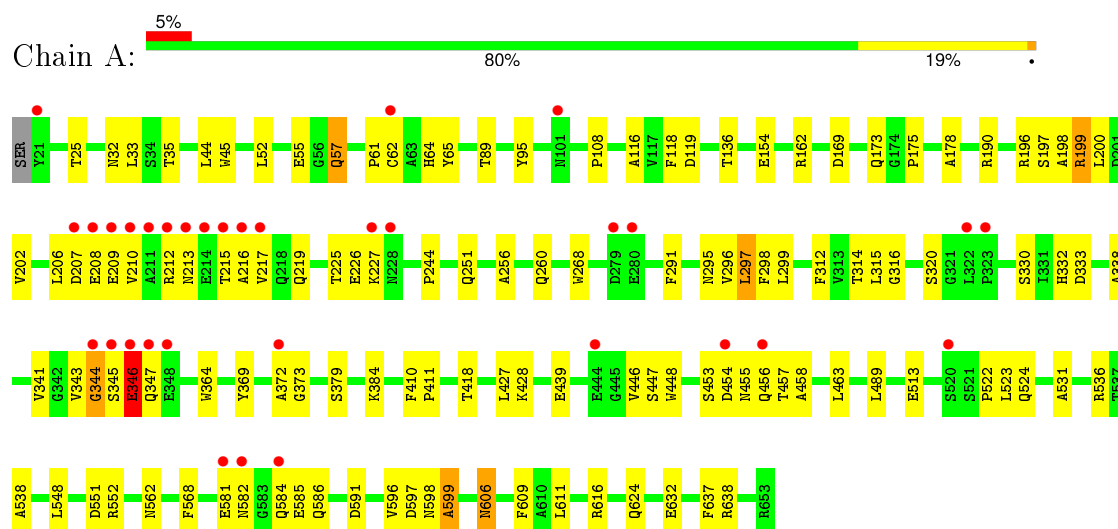 5%
Chain A:
80% 19% •
SER Y21 T25 N32 L33 S34 T35 L44 W45 L52 E55 G56 Q57 P61 C62 A63 H64 Y65 T89 Y95 N101 P108 A116 V117 F118 D119 T136 E154 R162 D169 Q173 G174 P175 A178 R190 R196 S197 A198 R199 L200 D201
V202 L206 D207 E208 E209 V210 A211 R212 N213 E214 T215 A216 V217 Q218 Q219 T225 E226 K227 N228 P244 Q251 A256 Q260 W268 D279 E280 F291 N295 V296 L297 F298 L299 F312 V313 T314 L315 G316 S320 G321 L322 P323 S330 I331 H332 D333 A338
V341 G342 V343 G344 S345 E346 Q347 E348 W364 Y369 A372 G373 S379 K384 F410 P411 T418 L427 K428 E439 E444 G445 V446 S447 W448 S453 D454 N455 Q456 T457 A458 L463 L489 E513 S520 S521 P522 L523 Q524 A531 R536 T537
A538 L548 D551 R552 N562 F568 E581 N582 G583 Q584 E585 Q586 D591 V596 D597 N598 A599 N606 F609 A610 L611 R616 Q624 E632 F637 R638 R653